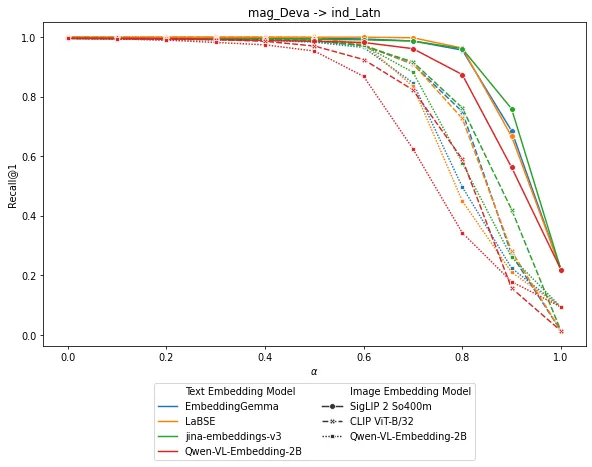 mag_Deva -> ind_Latn
Recall@1
1.0
0.8
0.6
0.4
0.2
0.0
0.0 0.2 0.4 0.6 0.8 1.0
α
Text Embedding Model
EmbeddingGemma
LaBSE
jina-embeddings-v3
Qwen-VL-Embedding-2B
Image Embedding Model
SigLIP 2 So400m
CLIP ViT-B/32
Qwen-VL-Embedding-2B